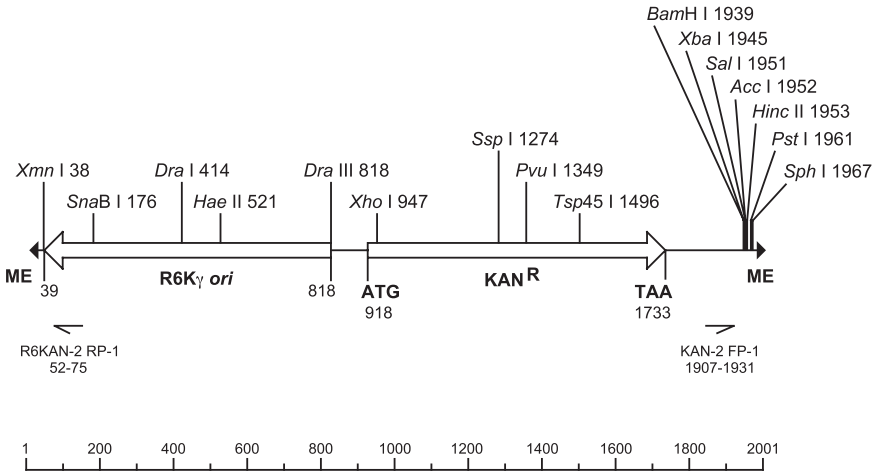 BamH I 1939
Xba I 1945
Sal I 1951
Acc I 1952
Hinc II 1953
Pst I 1961
Sph I 1967
Ssp I 1274
Xmn I 38
Dra I 414
Dra III 818
Pvu I 1349
SnaB I 176
Hae II 521
Xho I 947
Tsp45 I 1496
ME
R6Kγ ori
KAN R
ME
39
818
ATG
918
TAA
1733
R6KAN-2 RP-1
52-75
KAN-2 FP-1
1907-1931
1 200 400 600 800 1000 1200 1400 1600 1800 2001